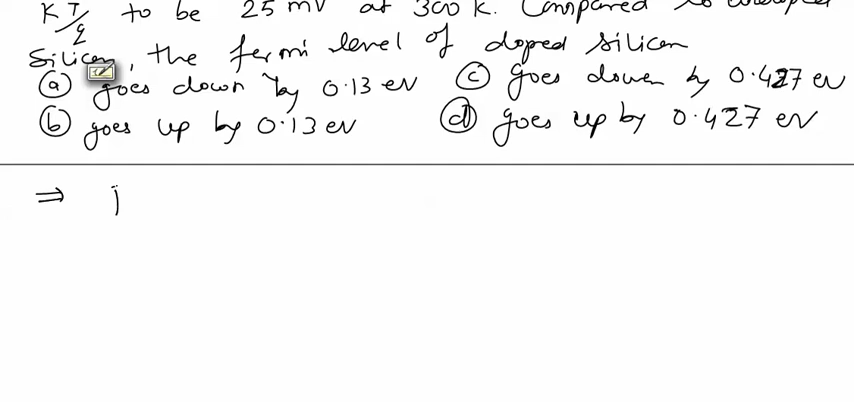 KT/q to be 25 mV at 300 K. Compared to undoped
Silicon, the fermi level of doped silicon
(a) goes down by 0.13 eV (c) goes down by 0.427 eV
(b) goes up by 0.13 eV (d) goes up by 0.427 eV
⇒ i